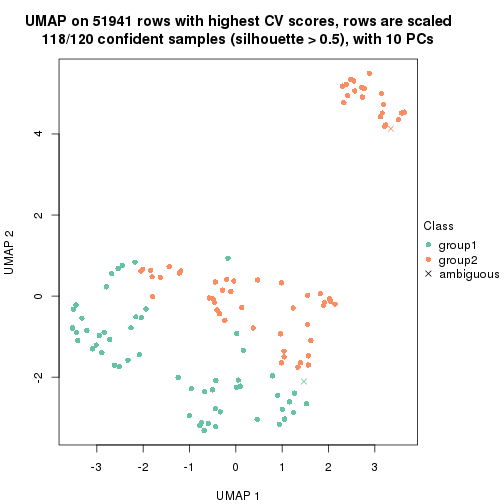 UMAP on 51941 rows with highest CV scores, rows are scaled
118/120 confident samples (silhouette > 0.5), with 10 PCs
UMAP 2
4
2
0
-2
-3
-2
-1
0
1
2
3
UMAP 1
Class
group1
group2
ambiguous